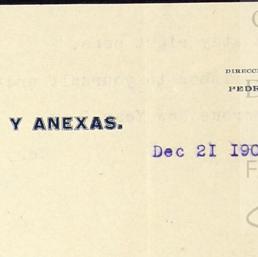 DIRECC
PEDR
Y ANEXAS.
Dec 21 190